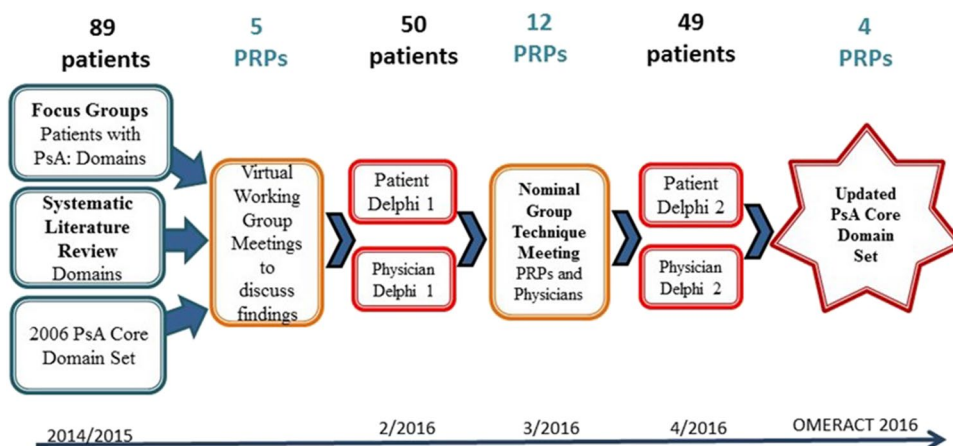 89
patients
5
PRPs
50
patients
12
PRPs
49
patients
4
PRPs
Focus Groups
Patients with
PsA: Domains
Systematic
Literature
Review
Domains
2006 PsA Core
Domain Set
Virtual
Working
Group
Meetings
to
discuss
findings
Patient
Delphi 1
Physician
Delphi 1
Nominal
Group
Technique
Meeting
PRPs and
Physicians
Patient
Delphi 2
Physician
Delphi 2
Updated
PsA Core
Domain
Set
2014/2015
2/2016
3/2016
4/2016
OMERACT 2016